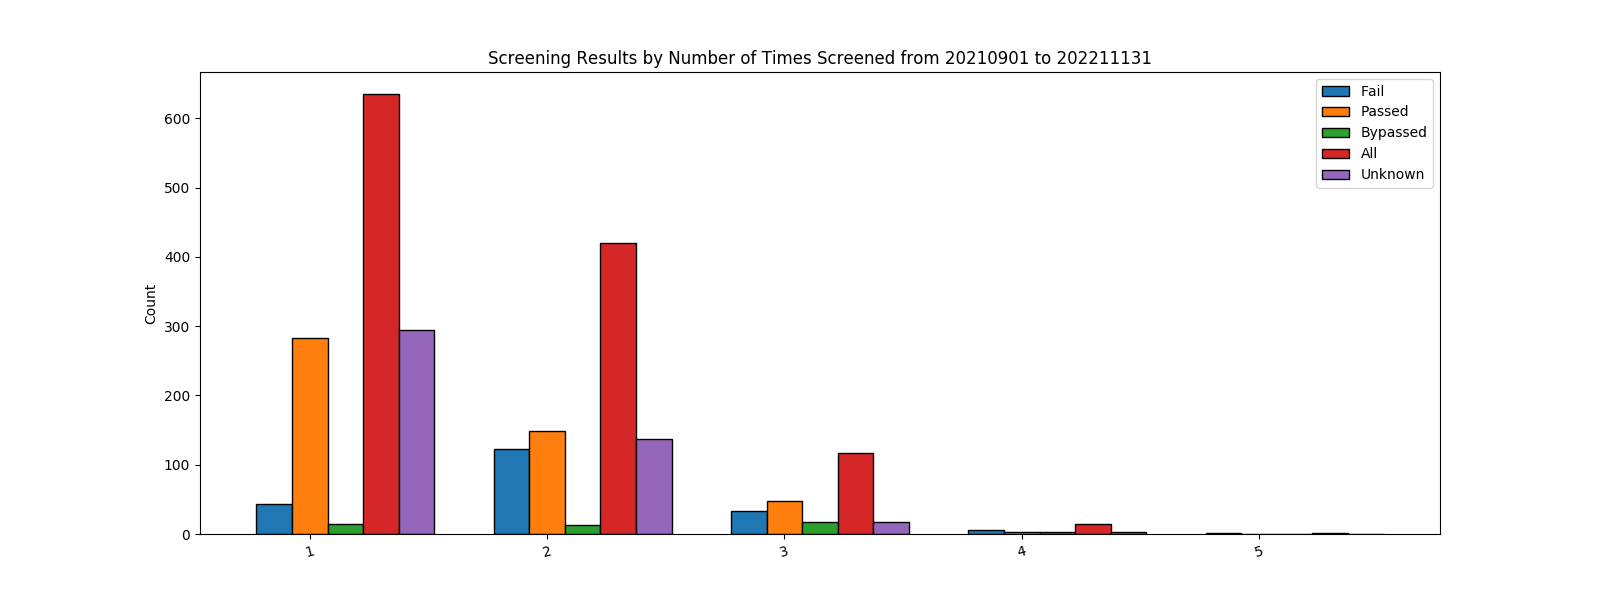 Screening Results by Number of Times Screened from 20210901 to 202211131
Fail
Passed
Bypassed
All
Unknown
Count
600
500
400
300
200
100
0
1 2 3 4 5